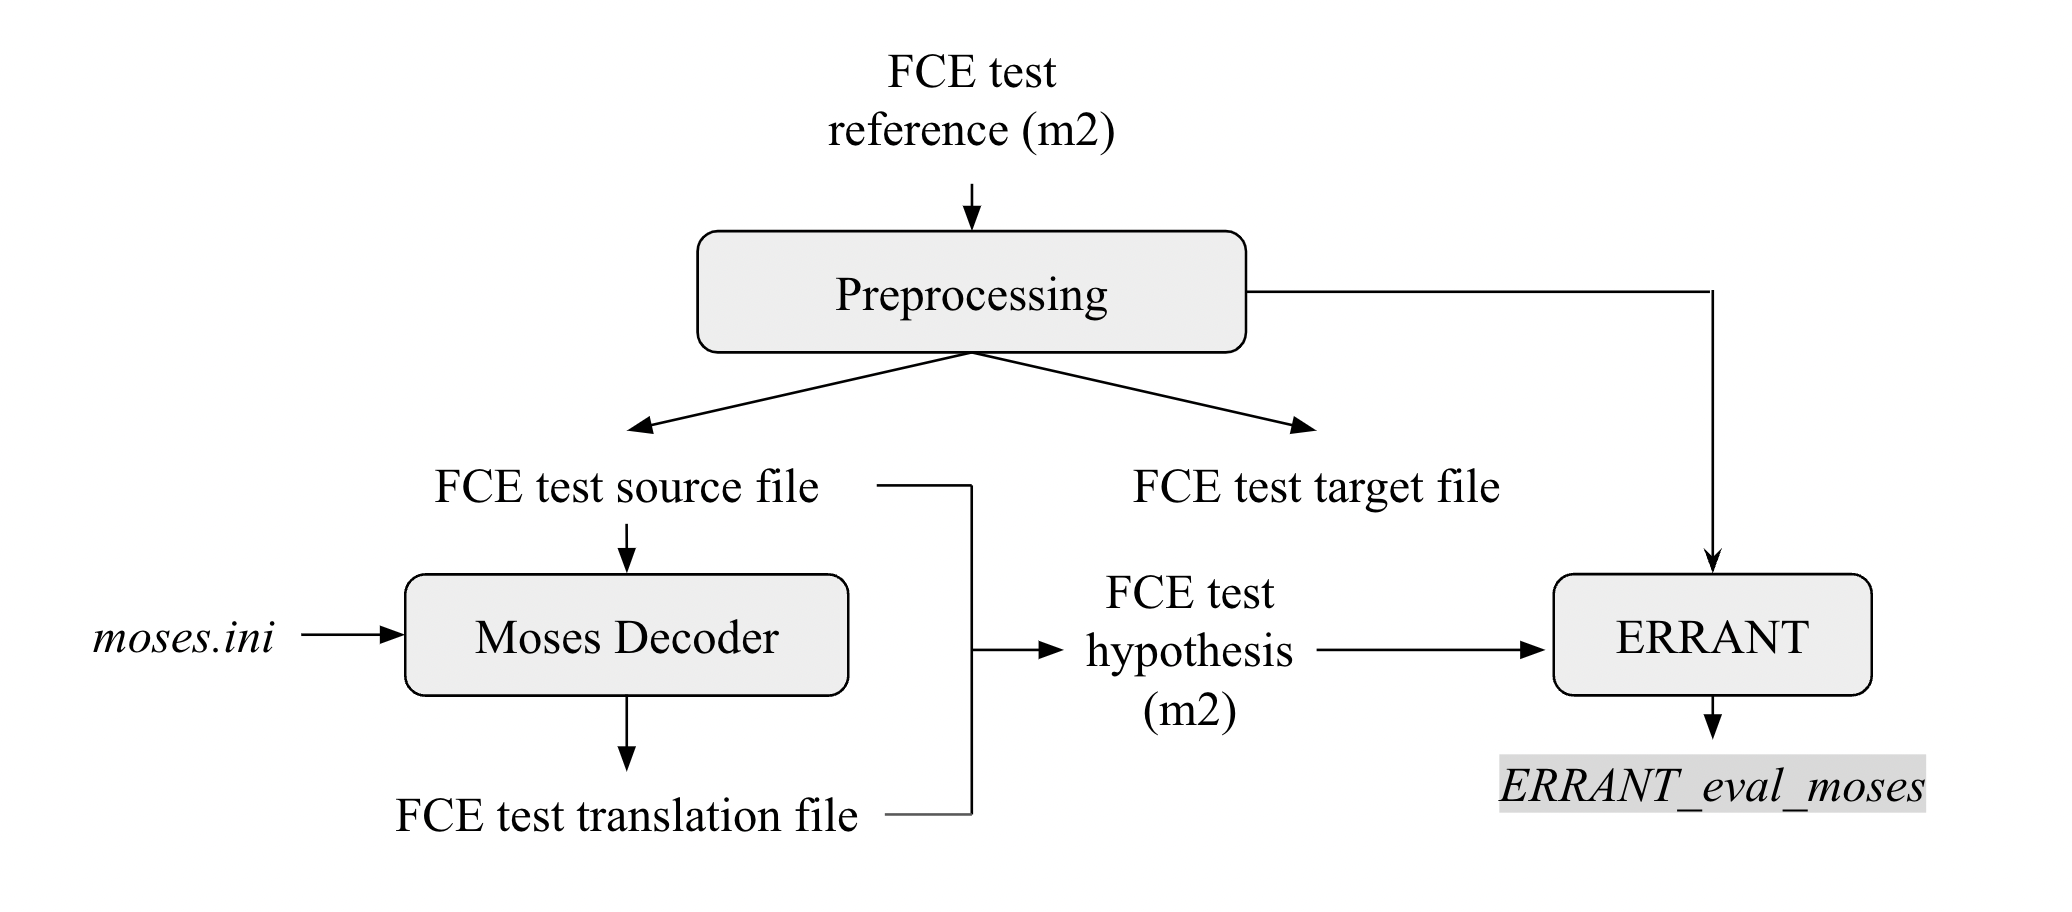 FCE test
reference (m2)
Preprocessing
FCE test source file
FCE test target file
moses.ini
Moses Decoder
FCE test
hypothesis
(m2)
ERRANT
FCE test translation file
ERRANT_eval_moses